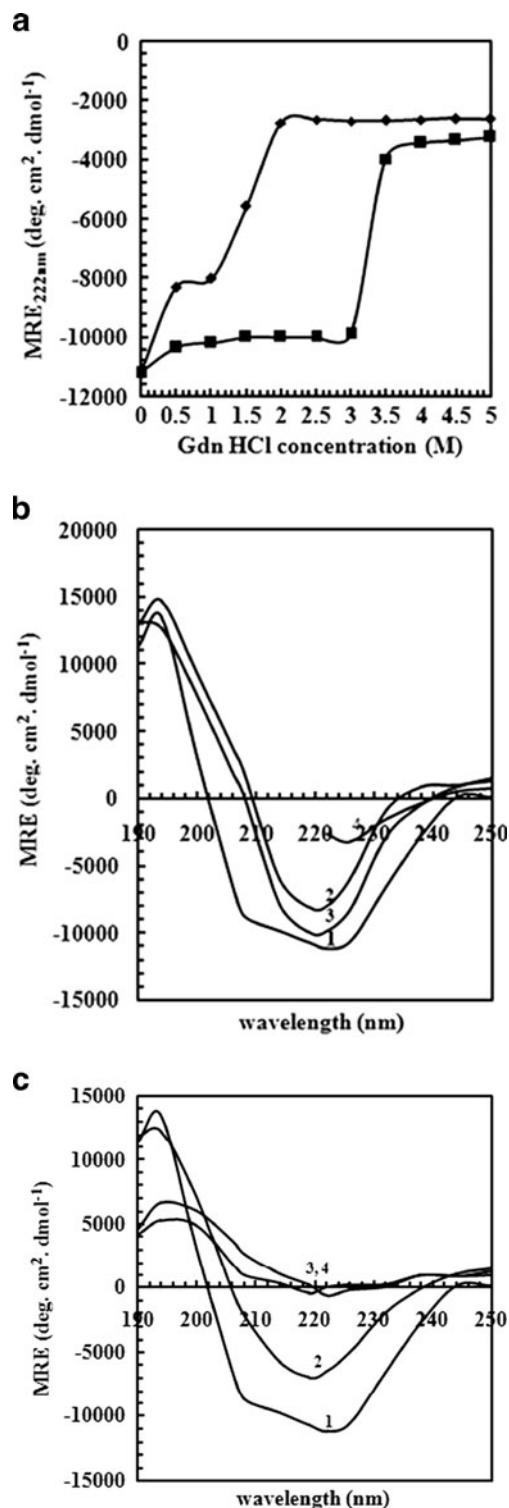 a
0
-2000
-4000
-6000
-8000
-10000
-12000
MRE222nm (deg. cm². dmol⁻¹)
0 0.5 1 1.5 2 2.5 3 3.5 4 4.5 5
Gdn HCl concentration (M)
b
20000
15000
10000
5000
0
-5000
-10000
-15000
MRE (deg. cm². dmol⁻¹)
190 200 210 220 230 240 250
4
2
3
1
wavelength (nm)
c
15000
10000
5000
0
-5000
-10000
-15000
MRE (deg. cm². dmol⁻¹)
3, 4
190 200 210 220 230 240 250
2
1
wavelength (nm)